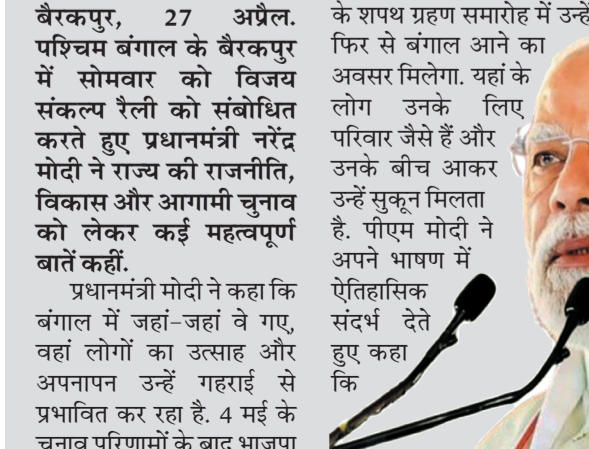 बैरकपुर, 27 अप्रैल.
पश्चिम बंगाल के बैरकपुर
में सोमवार को विजय
संकल्प रैली को संबोधित
करते हुए प्रधानमंत्री नरेंद्र
मोदी ने राज्य की राजनीति,
विकास और आगामी चुनाव
को लेकर कई महत्वपूर्ण
बातें कहीं.
प्रधानमंत्री मोदी ने कहा कि
बंगाल में जहां-जहां वे गए,
वहां लोगों का उत्साह और
अपनापन उन्हें गहराई से
प्रभावित कर रहा है. 4 मई के
चुनाव परिणामों के बाद भाजपा
के शपथ ग्रहण समारोह में उन्हें
फिर से बंगाल आने का
अवसर मिलेगा. यहां के
लोग उनके लिए
परिवार जैसे हैं और
उनके बीच आकर
उन्हें सुकून मिलता
है. पीएम मोदी ने
अपने भाषण में
ऐतिहासिक
संदर्भ देते
हुए कहा
कि